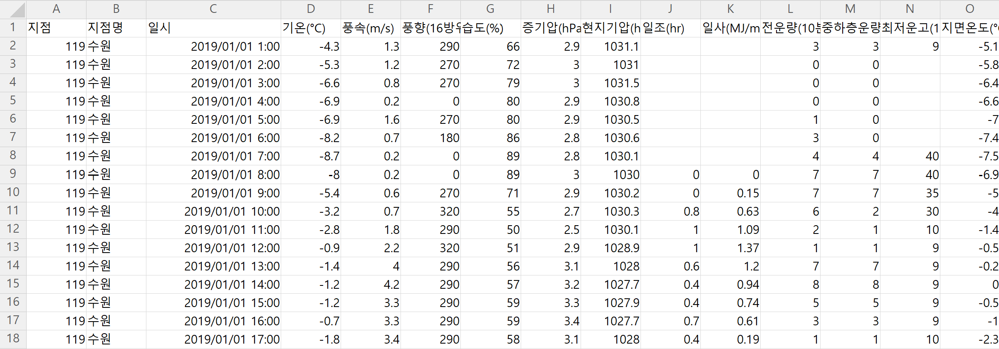 A B C D E F G H I J K L M N O
1 지점 지점명 일시 기온(°C) 풍속(m/s) 풍향(16방위 습도(%) 증기압(hPa 현지기압(h 일조(hr) 일사(MJ/m 전운량(10분 중하층운량 최저운고(1 지면온도(°C
2 119 수원 2019/01/01 1:00 -4.3 1.3 290 66 2.9 1031.1 3 3 9 -5.1
3 119 수원 2019/01/01 2:00 -5.3 1.2 270 72 3 1031 0 0 -5.8
4 119 수원 2019/01/01 3:00 -6.6 0.8 270 79 3 1031.5 0 0 -6.4
5 119 수원 2019/01/01 4:00 -6.9 0.2 0 80 2.9 1030.8 0 0 -6.6
6 119 수원 2019/01/01 5:00 -6.9 1.6 270 80 2.9 1030.5 1 0 -7
7 119 수원 2019/01/01 6:00 -8.2 0.7 180 86 2.8 1030.6 3 0 -7.4
8 119 수원 2019/01/01 7:00 -8.7 0.2 0 89 2.8 1030.1 4 4 40 -7.5
9 119 수원 2019/01/01 8:00 -8 0.2 0 89 3 1030 0 0 7 7 40 -6.9
10 119 수원 2019/01/01 9:00 -5.4 0.6 270 71 2.9 1030.2 0 0.15 7 7 35 -5
11 119 수원 2019/01/01 10:00 -3.2 0.7 320 55 2.7 1030.3 0.8 0.63 6 2 30 -4
12 119 수원 2019/01/01 11:00 -2.8 1.8 290 50 2.5 1030.1 1 1.09 2 1 10 -1.4
13 119 수원 2019/01/01 12:00 -0.9 2.2 320 51 2.9 1028.9 1 1.37 1 1 9 -0.5
14 119 수원 2019/01/01 13:00 -1.4 4 290 56 3.1 1028 0.6 1.2 7 7 9 -0.2
15 119 수원 2019/01/01 14:00 -1.2 4.2 290 57 3.2 1027.7 0.4 0.94 8 8 9 0
16 119 수원 2019/01/01 15:00 -1.2 3.3 290 59 3.3 1027.9 0.4 0.74 5 5 9 -0.5
17 119 수원 2019/01/01 16:00 -0.7 3.3 290 59 3.4 1027.7 0.7 0.61 3 3 9 -1
18 119 수원 2019/01/01 17:00 -1.8 3.4 290 58 3.1 1028 0.4 0.19 1 1 10 -2.3